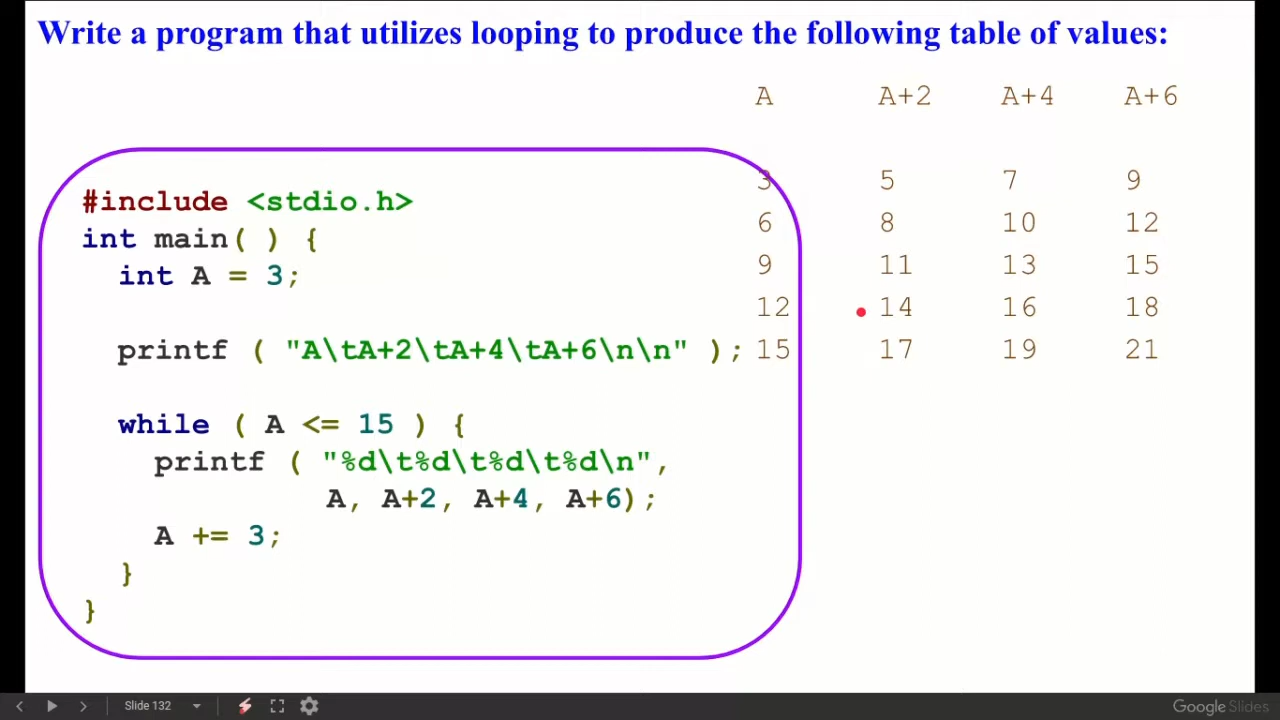 Write a program that utilizes looping to produce the following table of values:
A A+2 A+4 A+6
3 5 7 9
6 8 10 12
9 11 13 15
12 14 16 18
15 17 19 21
#include <stdio.h>
int main( ) {
int A = 3;
printf ( "A\tA+2\tA+4\tA+6\n\n" );
while ( A <= 15 ) {
printf ( "%d\t%d\t%d\t%d\n",
A, A+2, A+4, A+6);
A += 3;
}
}
Slide 132
Google Slides